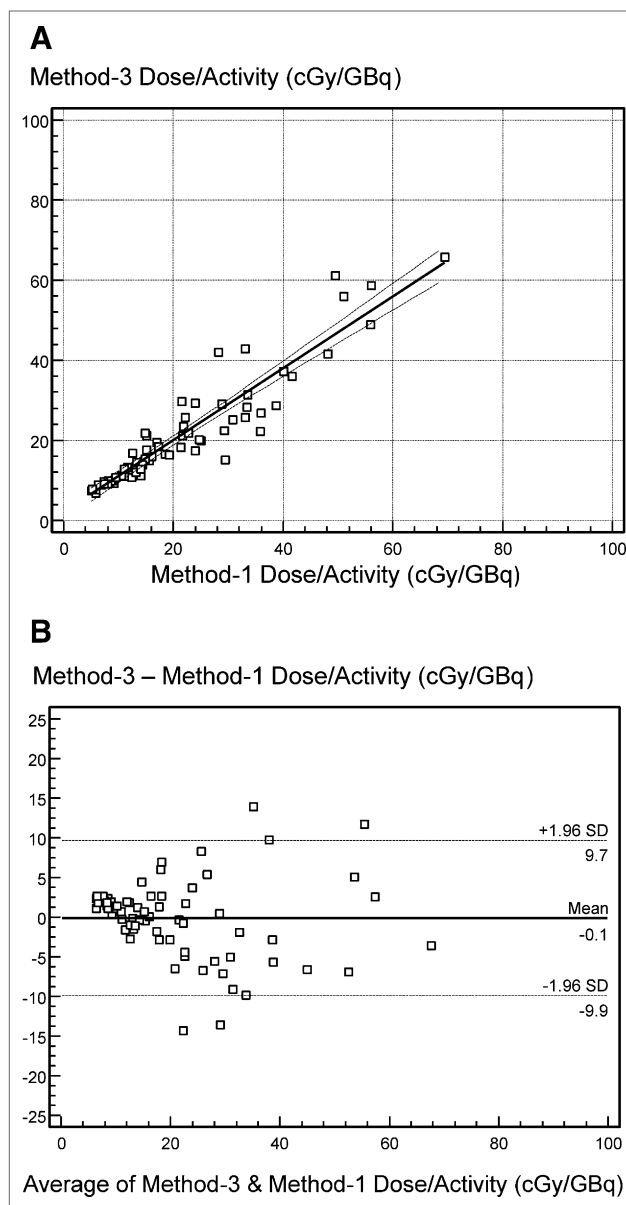 A
Method-3 Dose/Activity (cGy/GBq)
100
80
60
40
20
0
0 20 40 60 80 100
Method-1 Dose/Activity (cGy/GBq)
B
Method-3 – Method-1 Dose/Activity (cGy/GBq)
25
20
15
10
+1.96 SD
9.7
5
Mean
0
-0.1
-5
-1.96 SD
-10
-9.9
-15
-20
-25
0 20 40 60 80 100
Average of Method-3 & Method-1 Dose/Activity (cGy/GBq)